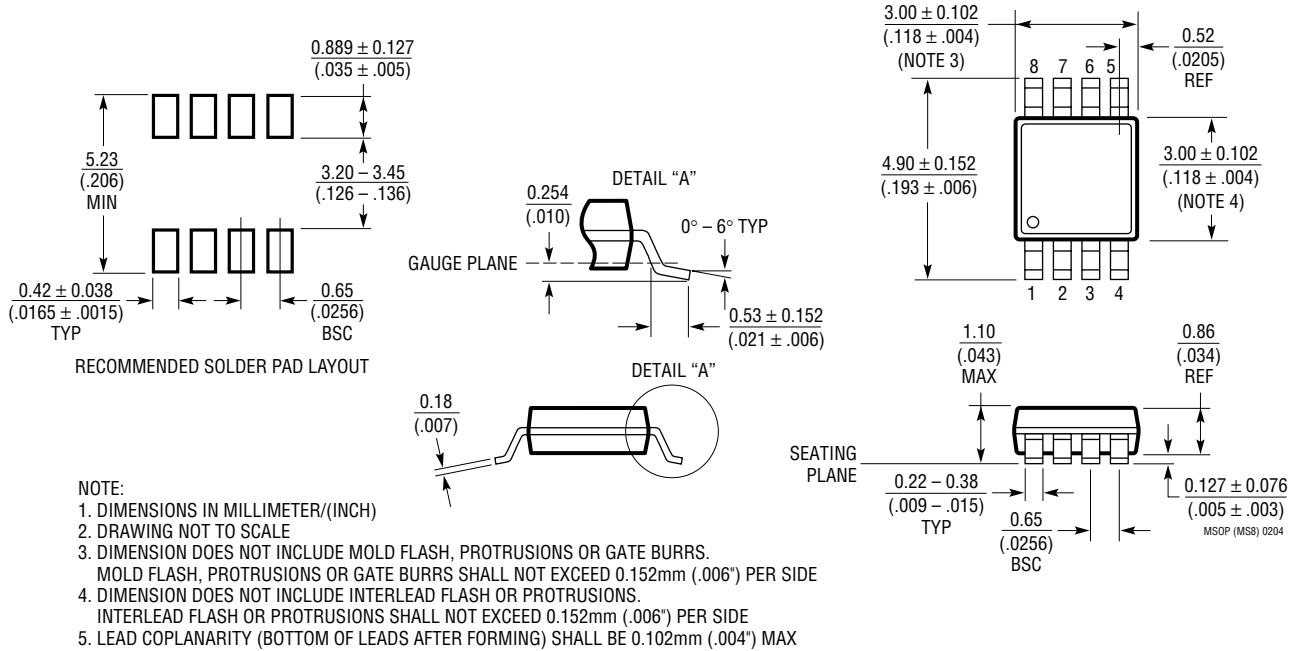 0.889 ± 0.127
(.035 ± .005)
5.23
(.206)
MIN
3.20 – 3.45
(.126 – .136)
0.42 ± 0.038
(.0165 ± .0015)
TYP
0.65
(.0256)
BSC
RECOMMENDED SOLDER PAD LAYOUT
DETAIL “A”
0.254
(.010)
0° – 6° TYP
GAUGE PLANE
0.53 ± 0.152
(.021 ± .006)
DETAIL “A”
0.18
(.007)
3.00 ± 0.102
(.118 ± .004)
(NOTE 3)
0.52
(.0205)
REF
8 7 6 5
4.90 ± 0.152
(.193 ± .006)
3.00 ± 0.102
(.118 ± .004)
(NOTE 4)
1 2 3 4
1.10
(.043)
MAX
0.86
(.034)
REF
SEATING
PLANE
0.22 – 0.38
(.009 – .015)
TYP
0.65
(.0256)
BSC
0.127 ± 0.076
(.005 ± .003)
MSOP (MS8) 0204
NOTE:
1. DIMENSIONS IN MILLIMETER/(INCH)
2. DRAWING NOT TO SCALE
3. DIMENSION DOES NOT INCLUDE MOLD FLASH, PROTRUSIONS OR GATE BURRS.
MOLD FLASH, PROTRUSIONS OR GATE BURRS SHALL NOT EXCEED 0.152mm (.006") PER SIDE
4. DIMENSION DOES NOT INCLUDE INTERLEAD FLASH OR PROTRUSIONS.
INTERLEAD FLASH OR PROTRUSIONS SHALL NOT EXCEED 0.152mm (.006") PER SIDE
5. LEAD COPLANARITY (BOTTOM OF LEADS AFTER FORMING) SHALL BE 0.102mm (.004") MAX